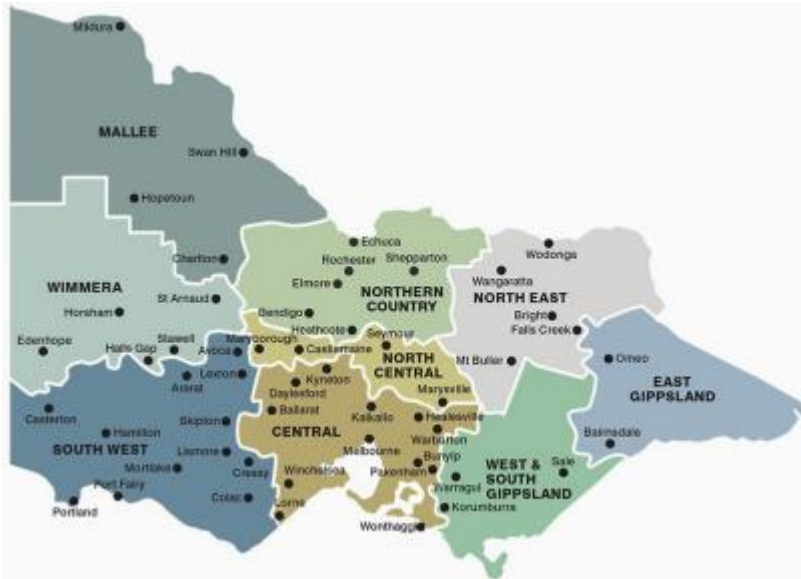 Mildura
MALLEE
Swan Hill
Hopetoun
Charlton
Echuca
Rochester
Shepparton
Elmore
NORTHERN
COUNTRY
Bendigo
Heathcote
Wodonga
Wangaratta
NORTH EAST
Bright
Falls Creek
Mt Buller
WIMMERA
St Arnaud
Horsham
Edenhope
Halls Gap
Stawell
Avoca
Maryborough
Castlemaine
Seymour
NORTH
CENTRAL
Marysville
Omeo
EAST
GIPPSLAND
Bairnsdale
Ararat
Lexton
Kyneton
Daylesford
Ballarat
Kalkallo
Healesville
Casterton
Skipton
CENTRAL
Warburton
Hamilton
SOUTH WEST
Melbourne
Lismore
Bunyip
Mortlake
Cressy
Winchelsea
Pakenham
WEST &
SOUTH
GIPPSLAND
Sale
Warragul
Port Fairy
Colac
Lorne
Korumburra
Portland
Wonthaggi